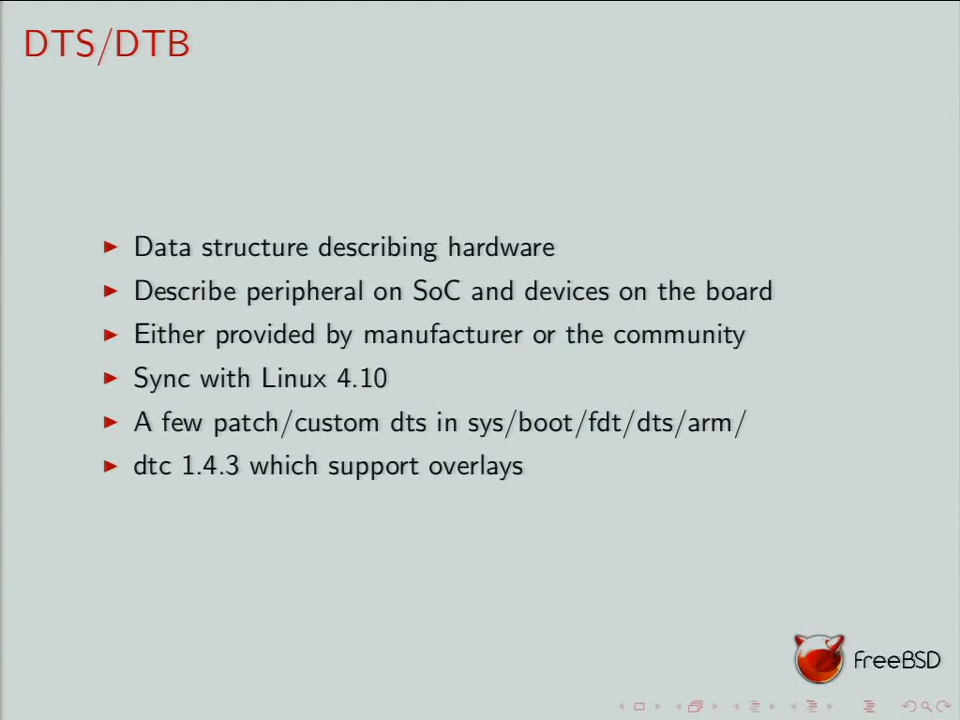 DTS/DTB
Data structure describing hardware
Describe peripheral on SoC and devices on the board
Either provided by manufacturer or the community
Sync with Linux 4.10
A few patch/custom dts in sys/boot/fdt/dts/arm/
dtc 1.4.3 which support overlays
FreeBSD